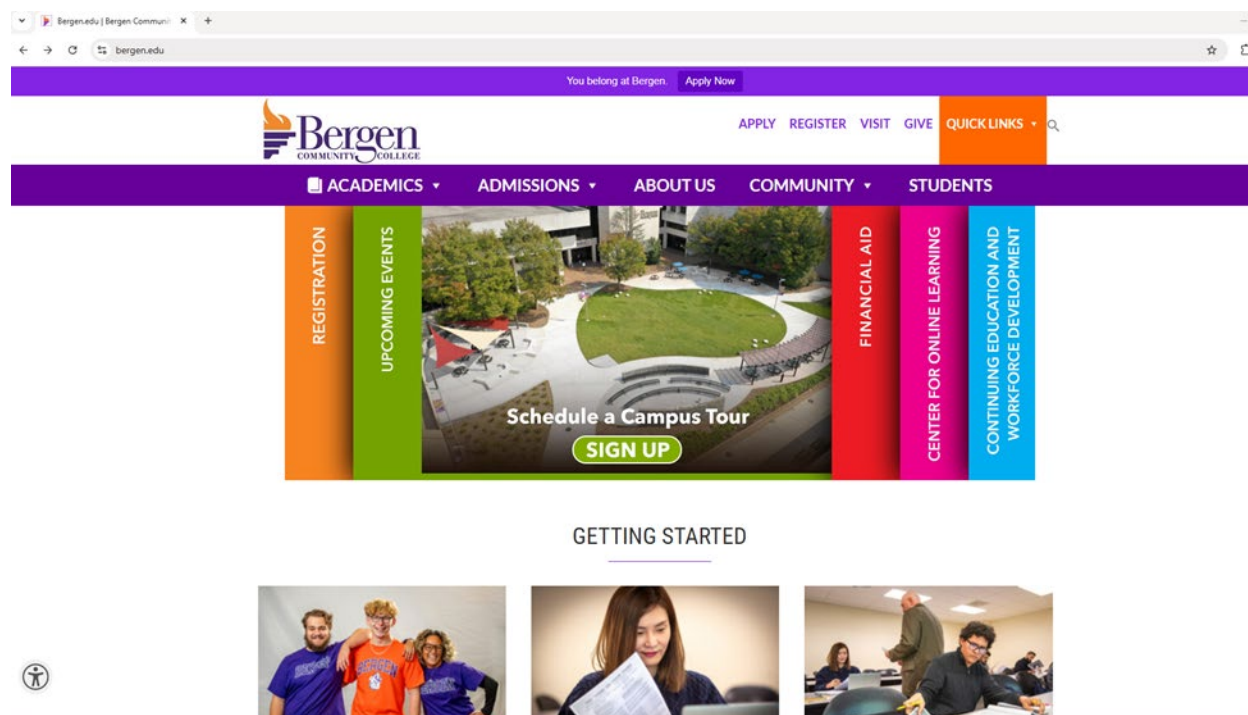 Bergen.edu | Bergen Communi
bergen.edu
You belong at Bergen. Apply Now
Bergen
COMMUNITY COLLEGE
APPLY REGISTER VISIT GIVE QUICK LINKS
ACADEMICS ADMISSIONS ABOUT US COMMUNITY STUDENTS
REGISTRATION
UPCOMING EVENTS
Schedule a Campus Tour
SIGN UP
FINANCIAL AID
CENTER FOR ONLINE LEARNING
CONTINUING EDUCATION AND
WORKFORCE DEVELOPMENT
GETTING STARTED
BERGEN